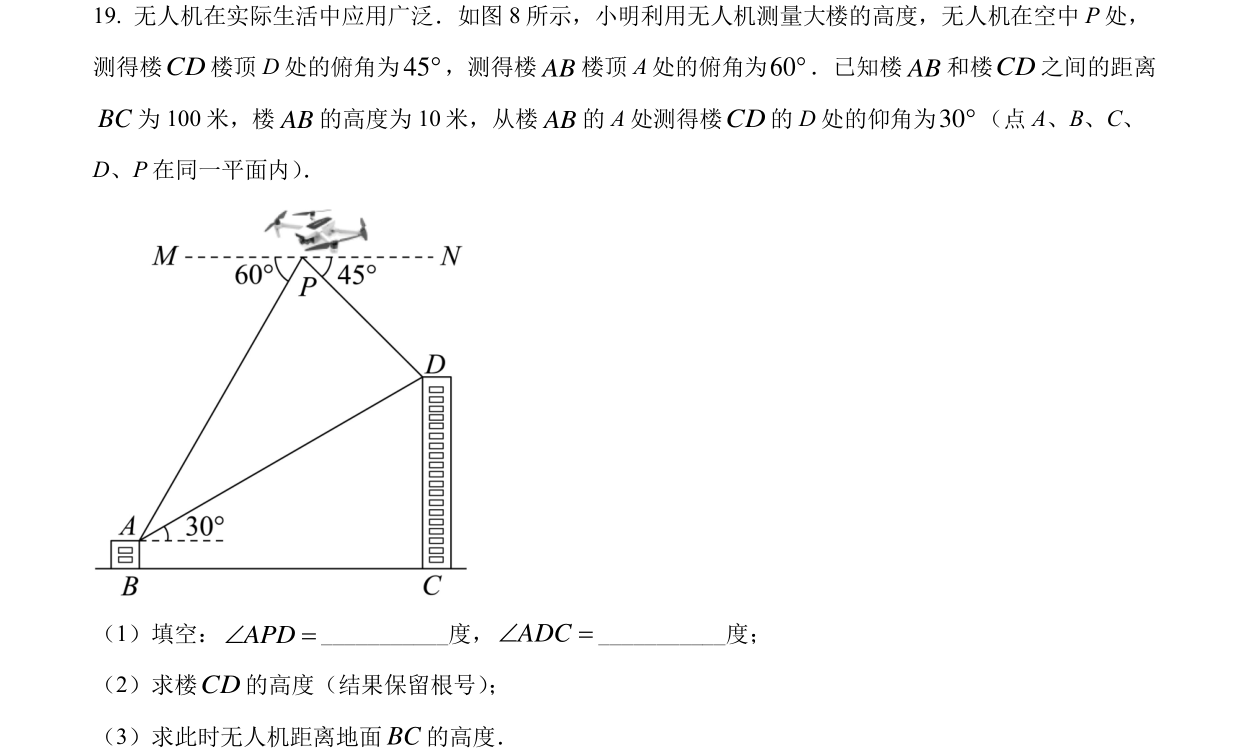 19. 无人机在实际生活中应用广泛．如图 8 所示，小明利用无人机测量大楼的高度，无人机在空中 P 处，
测得楼 CD 楼顶 D 处的俯角为 45°，测得楼 AB 楼顶 A 处的俯角为 60°．已知楼 AB 和楼 CD 之间的距离
BC 为 100 米，楼 AB 的高度为 10 米，从楼 AB 的 A 处测得楼 CD 的 D 处的仰角为 30°（点 A、B、C、
D、P 在同一平面内）．
M N
60° P 45°
D
A 30°
B C
（1）填空：∠APD = ___________度，∠ADC = ___________度；
（2）求楼 CD 的高度（结果保留根号）；
（3）求此时无人机距离地面 BC 的高度．